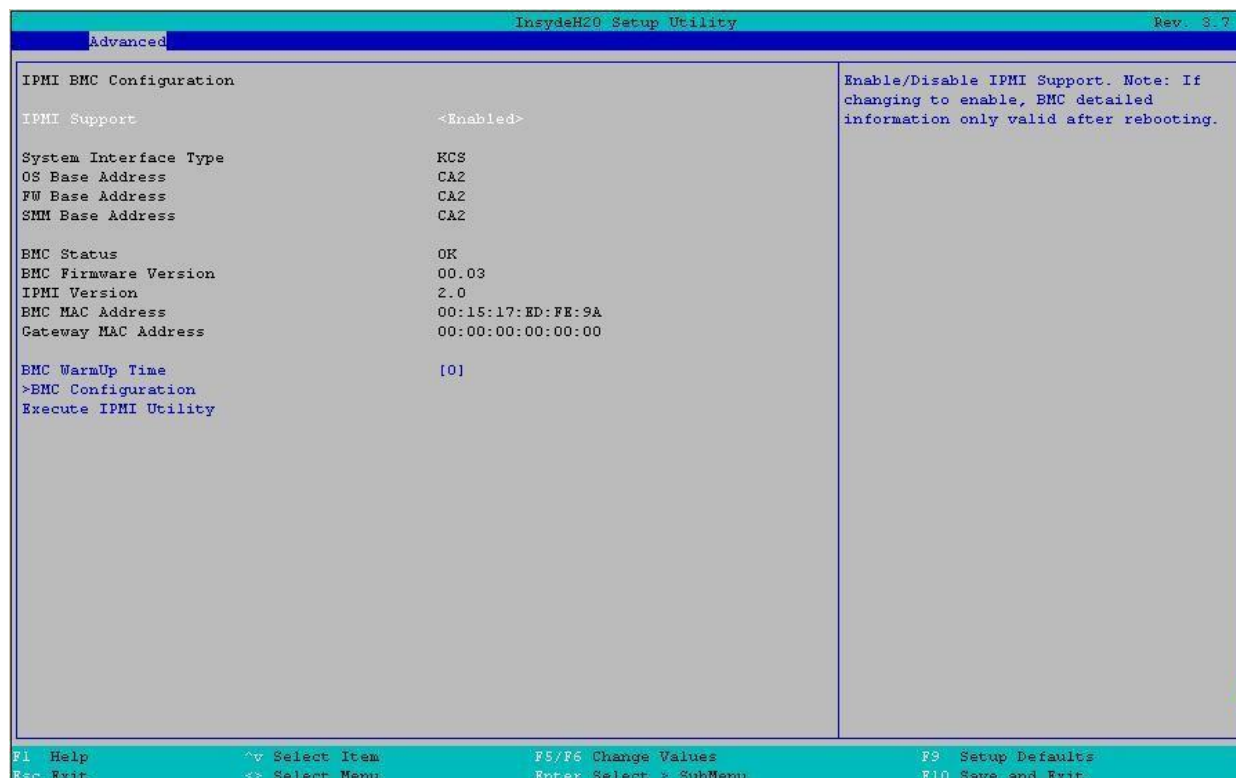 InsydeH20 Setup Utility Rev. 3.7
Advanced
IPMI BMC Configuration
IPMI Support <Enabled>
System Interface Type KCS
OS Base Address CA2
FW Base Address CA2
SMM Base Address CA2
BMC Status OK
BMC Firmware Version 00.03
IPMI Version 2.0
BMC MAC Address 00:15:17:ED:FE:9A
Gateway MAC Address 00:00:00:00:00:00
BMC WarmUp Time [0]
>BMC Configuration
Execute IPMI Utility
Enable/Disable IPMI Support. Note: If
changing to enable, BMC detailed
information only valid after rebooting.
F1 Help ^v Select Item F5/F6 Change Values F9 Setup Defaults
Esc Exit <> Select Menu Enter Select > SubMenu F10 Save and Exit